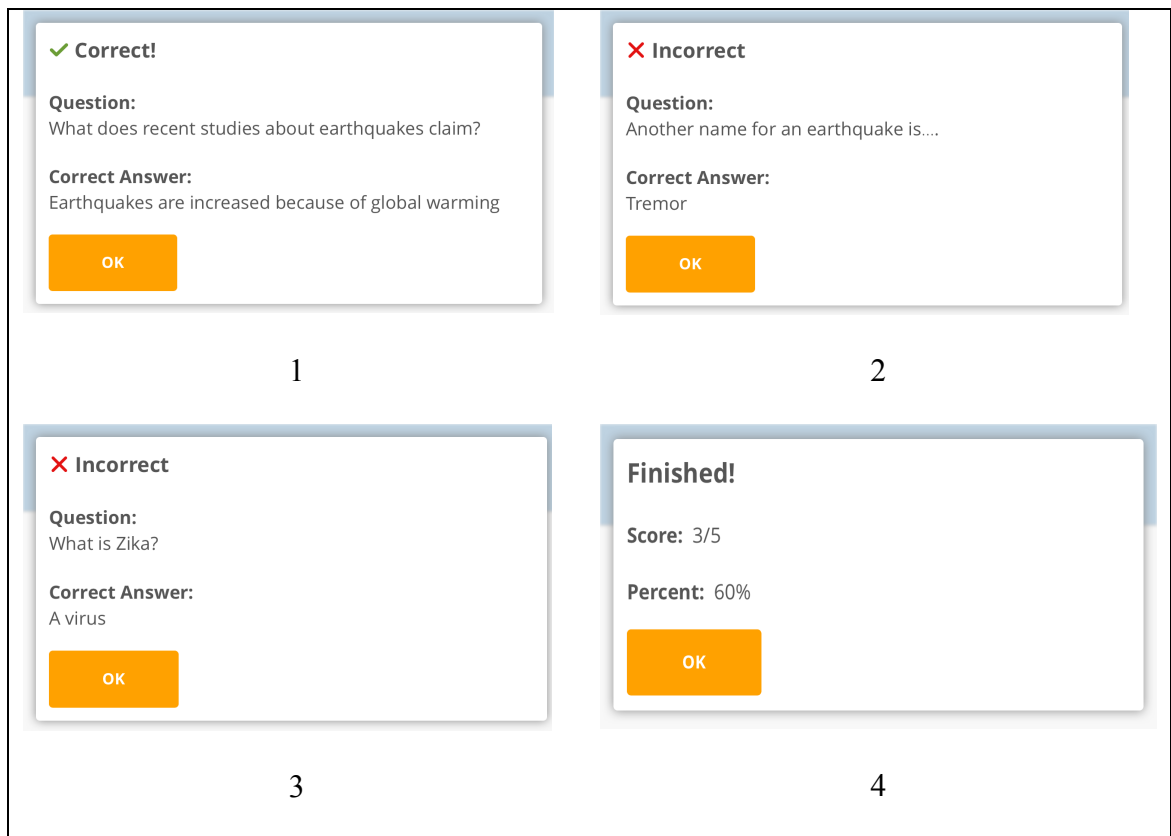 Correct!
Question:
What does recent studies about earthquakes claim?
Correct Answer:
Earthquakes are increased because of global warming
OK
1
Incorrect
Question:
Another name for an earthquake is....
Correct Answer:
Tremor
OK
2
Incorrect
Question:
What is Zika?
Correct Answer:
A virus
OK
3
Finished!
Score: 3/5
Percent: 60%
OK
4